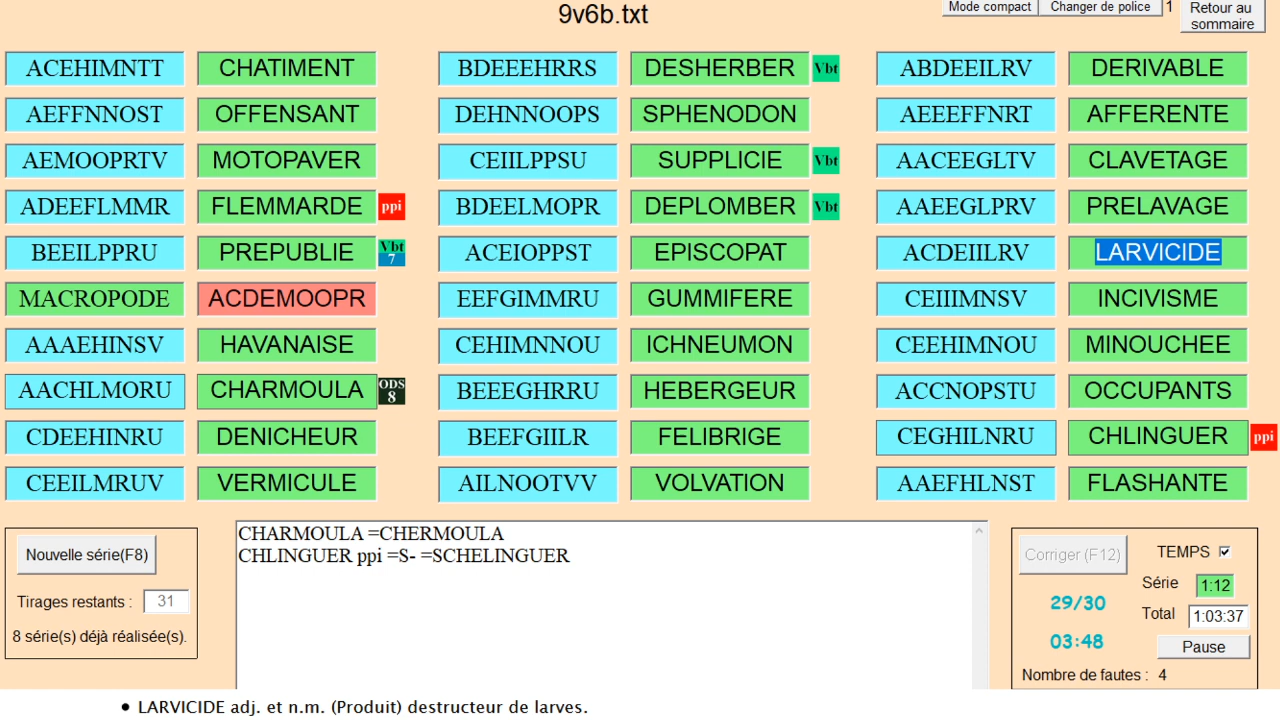 9v6b.txt
Mode compact Changer de police 1 Retour au
sommaire
ACEHIMNTT CHATIMENT BDEEEHRRS DESHERBER Vbt ABDEEILRV DERIVABLE
AEFFNNOST OFFENSANT DEHNNOOPS SPHENODON AEEEFFNRT AFFERENTE
AEMOOPRTV MOTOPAVER CEIILPPSU SUPPLICIE Vbt AACEEGLTV CLAVETAGE
ADEEFLMMR FLEMMARDE ppi BDEELMOPR DEPLOMBER Vbt AAEEGLPRV PRELAVAGE
BEEILPPRU PREPUBLIE Vbt 7 ACEIOPPST EPISCOPAT ACDEIILRV LARVICIDE
MACROPODE ACDEMOOPR EEFGIMMRU GUMMIFERE CEIIIMNSV INCIVISME
AAAEHINSV HAVANAISE CEHIMNNOU ICHNEUMON CEEHIMNOU MINOUCHEE
AACHLMORU CHARMOULA ODS 8 BEEEGHRRU HEBERGEUR ACCNOPSTU OCCUPANTS
CDEEHINRU DENICHEUR BEEFGIILR FELIBRIGE CEGHILNRU CHLINGUER ppi
CEEILMRUV VERMICULE AILNOOTVV VOLVATION AAEFHLNST FLASHANTE
Nouvelle série(F8)
Tirages restants : 31
8 série(s) déjà réalisée(s).
CHARMOULA =CHERMOULA
CHLINGUER ppi =S- =SCHELINGUER
Corriger (F12) TEMPS
Série 1:12
29/30
Total 1:03:37
03:48 Pause
Nombre de fautes : 4
• LARVICIDE adj. et n.m. (Produit) destructeur de larves.